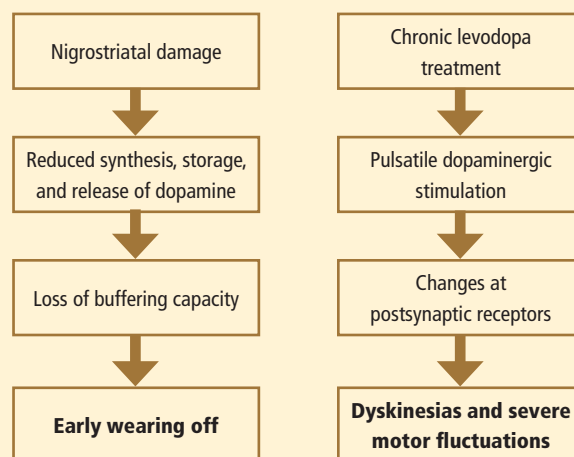 Nigrostriatal damage
Reduced synthesis, storage,
and release of dopamine
Loss of buffering capacity
Early wearing off
Chronic levodopa
treatment
Pulsatile dopaminergic
stimulation
Changes at
postsynaptic receptors
Dyskinesias and severe
motor fluctuations